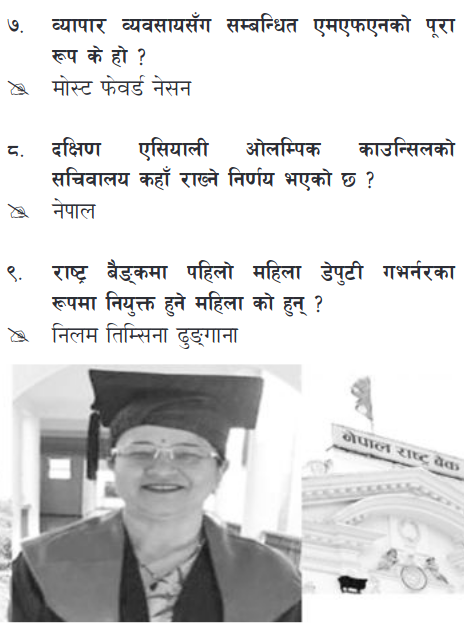 ७. व्यापार व्यवसायसँग सम्बन्धित एमएफएनको पूरा
रूप के हो ?
मोस्ट फेवर्ड नेसन
८. दक्षिण एसियाली ओलम्पिक काउन्सिलको
सचिवालय कहाँ राख्ने निर्णय भएको छ ?
नेपाल
९. राष्ट्र बैङ्कमा पहिलो महिला डेपुटी गभर्नरका
रूपमा नियुक्त हुने महिला को हुन् ?
निलम तिम्सिना ढुङ्गाना
नेपाल राष्ट्र बैंक